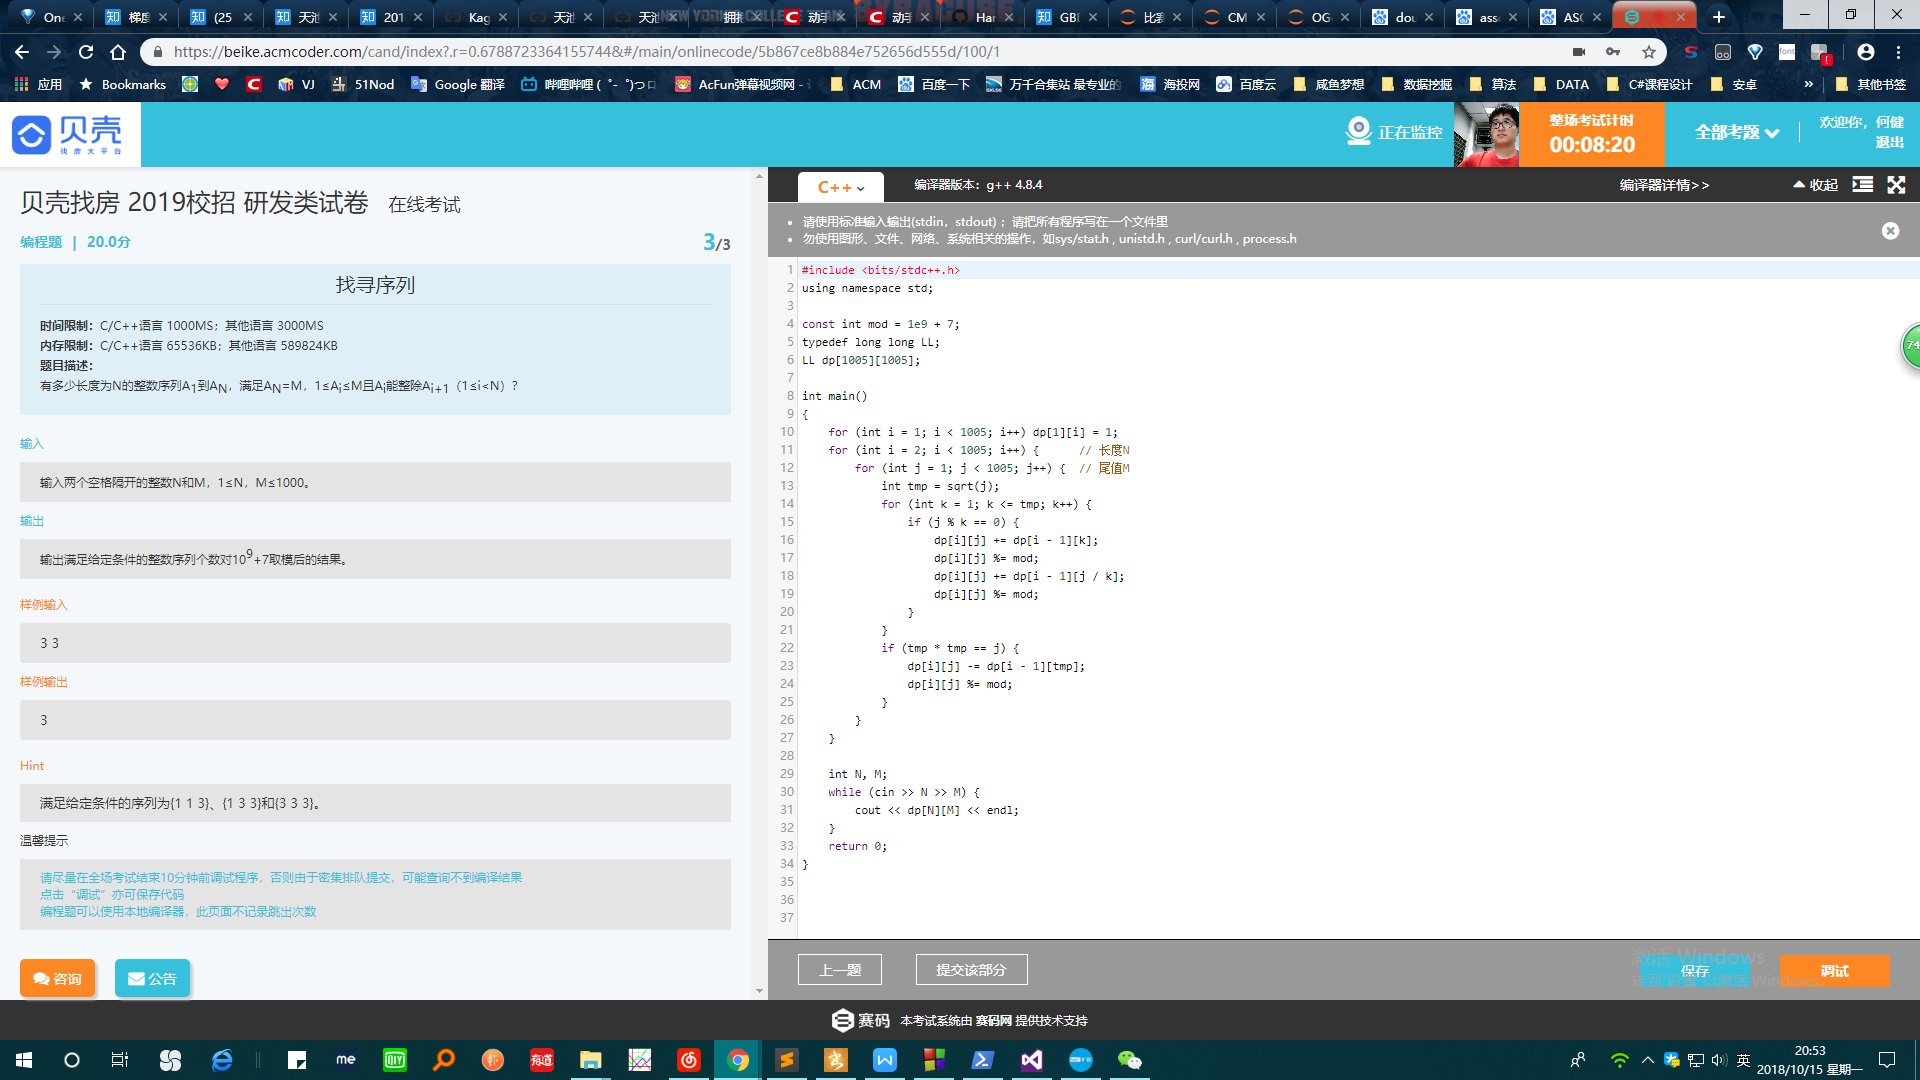 One
梯度
(25
天池
201
Kag
天池
天池
拥抱
动手
动手
Har
GBD
比赛
CM
OG
dou
asse
ASC
https://beike.acmcoder.com/cand/index?.r=0.6788723364155744&#/main/onlinecode/5b867ce8b884e752656d555d/100/1
应用
Bookmarks
VJ
51Nod
Google 翻译
哔哩哔哩 ( ゜- ゜)つロ
AcFun弹幕视频网 -
ACM
百度一下
万千合集站 最专业的
海投网
百度云
咸鱼梦想
数据挖掘
算法
DATA
C#课程设计
安卓
»
其他书签
贝壳
找房大平台
正在监控
整场考试计时
00:08:20
全部考题
欢迎你，何健
退出
贝壳找房 2019校招 研发类试卷 在线考试
编程题 | 20.0分
3/3
找寻序列
时间限制：C/C++语言 1000MS；其他语言 3000MS
内存限制：C/C++语言 65536KB；其他语言 589824KB
题目描述：
有多少长度为N的整数序列A1到AN，满足AN=M，1≤Ai≤M且Ai能整除Ai+1（1≤i<N）？
输入
输入两个空格隔开的整数N和M，1≤N，M≤1000。
输出
输出满足给定条件的整数序列个数对10^9+7取模后的结果。
样例输入
3 3
样例输出
3
Hint
满足给定条件的序列为{1 1 3}、{1 3 3}和{3 3 3}。
温馨提示
请尽量在全场考试结束10分钟前调试程序，否则由于密集排队提交，可能查询不到编译结果
点击“调试”亦可保存代码
编程题可以使用本地编译器，此页面不记录跳出次数
咨询
公告
C++
编译器版本：g++ 4.8.4
编译器详情>>
收起
请使用标准输入输出(stdin，stdout) ；请把所有程序写在一个文件里
勿使用图形、文件、网络、系统相关的操作，如sys/stat.h , unistd.h , curl/curl.h , process.h
1 #include <bits/stdc++.h>
2 using namespace std;
3
4 const int mod = 1e9 + 7;
5 typedef long long LL;
6 LL dp[1005][1005];
7
8 int main()
9 {
10     for (int i = 1; i < 1005; i++) dp[1][i] = 1;
11     for (int i = 2; i < 1005; i++) {      // 长度N
12         for (int j = 1; j < 1005; j++) {  // 尾值M
13             int tmp = sqrt(j);
14             for (int k = 1; k <= tmp; k++) {
15                 if (j % k == 0) {
16                     dp[i][j] += dp[i - 1][k];
17                     dp[i][j] %= mod;
18                     dp[i][j] += dp[i - 1][j / k];
19                     dp[i][j] %= mod;
20                 }
21             }
22             if (tmp * tmp == j) {
23                 dp[i][j] -= dp[i - 1][tmp];
24                 dp[i][j] %= mod;
25             }
26         }
27     }
28
29     int N, M;
30     while (cin >> N >> M) {
31         cout << dp[N][M] << endl;
32     }
33     return 0;
34 }
35
36
37
74
上一题
提交该部分
激活 Windows
保存
调试
赛码 本考试系统由 赛码网 提供技术支持
me
QIY
有道
英
20:53
2018/10/15 星期一